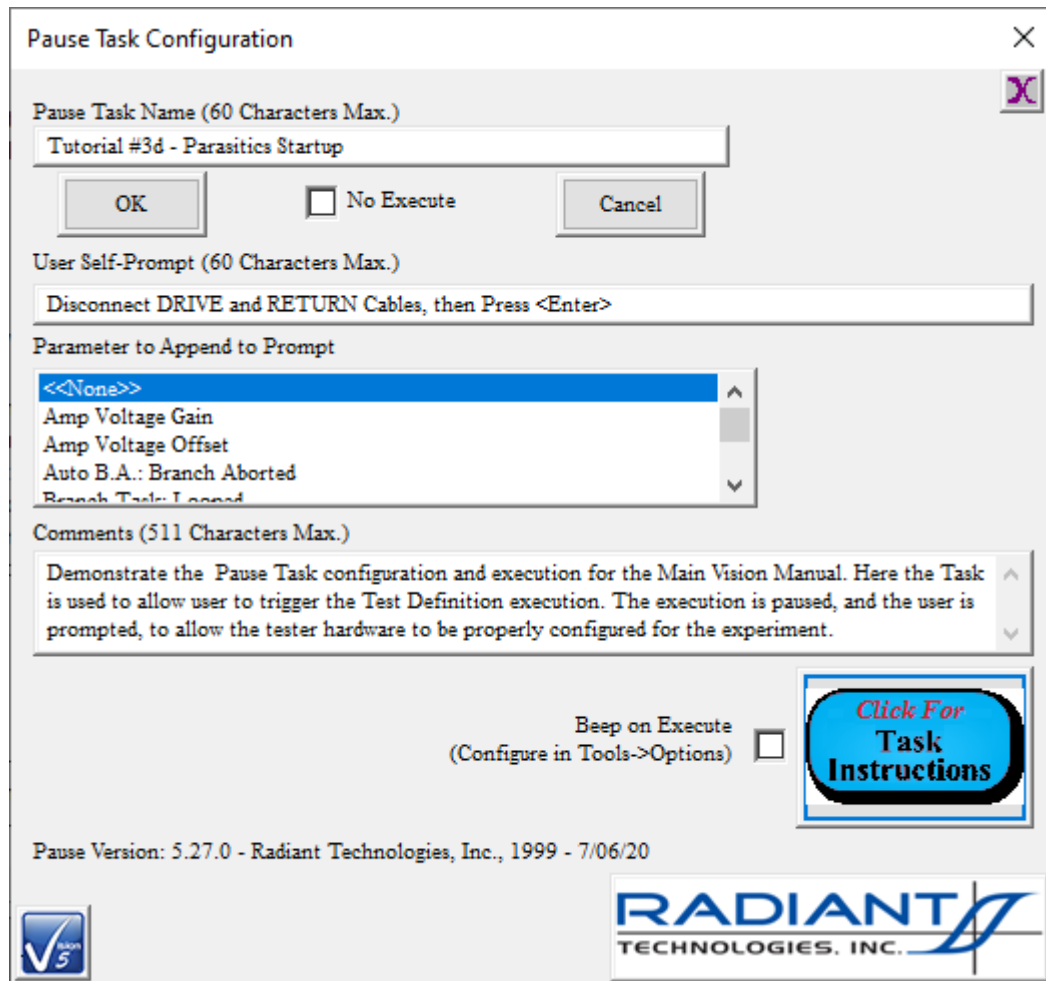 Pause Task Configuration
Pause Task Name (60 Characters Max.)
Tutorial #3d - Parasitics Startup
OK
No Execute
Cancel
User Self-Prompt (60 Characters Max.)
Disconnect DRIVE and RETURN Cables, then Press <Enter>
Parameter to Append to Prompt
<<None>>
Amp Voltage Gain
Amp Voltage Offset
Auto B.A.: Branch Aborted
Branch Task: Looped
Comments (511 Characters Max.)
Demonstrate the  Pause Task configuration and execution for the Main Vision Manual. Here the Task
is used to allow user to trigger the Test Definition execution. The execution is paused, and the user is
prompted, to allow the tester hardware to be properly configured for the experiment.
Beep on Execute
(Configure in Tools->Options)
Click For
Task
Instructions
Pause Version: 5.27.0 - Radiant Technologies, Inc., 1999 - 7/06/20
Vision
5
RADIANT
TECHNOLOGIES, INC.